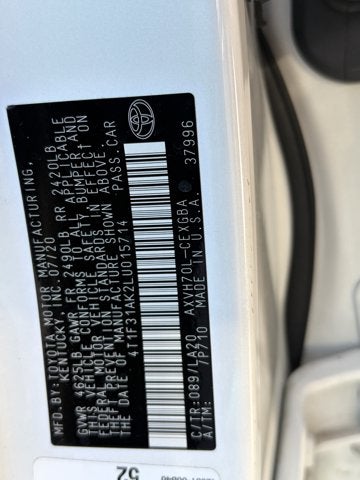 MFD.BY:TOYOTA MOTOR MANUFACTURING,
KENTUCKY, INC. 07/20
GVWR 4625LB GAWR FR 2490LB RR 2420LB
THIS VEHICLE CONFORMS TO ALL APPLICABLE
FEDERAL MOTOR VEHICLE SAFETY BUMPER AND
THEFT PREVENTION STANDARDS IN EFFECT ON
THE DATE OF MANUFACTURE SHOWN ABOVE.
4T1F31AK2LU015714 PASS.CAR
C/TR:089/LA20 AXVH70L-CEXGBA 37996
A/TM: /P710 MADE IN U.S.A.
52